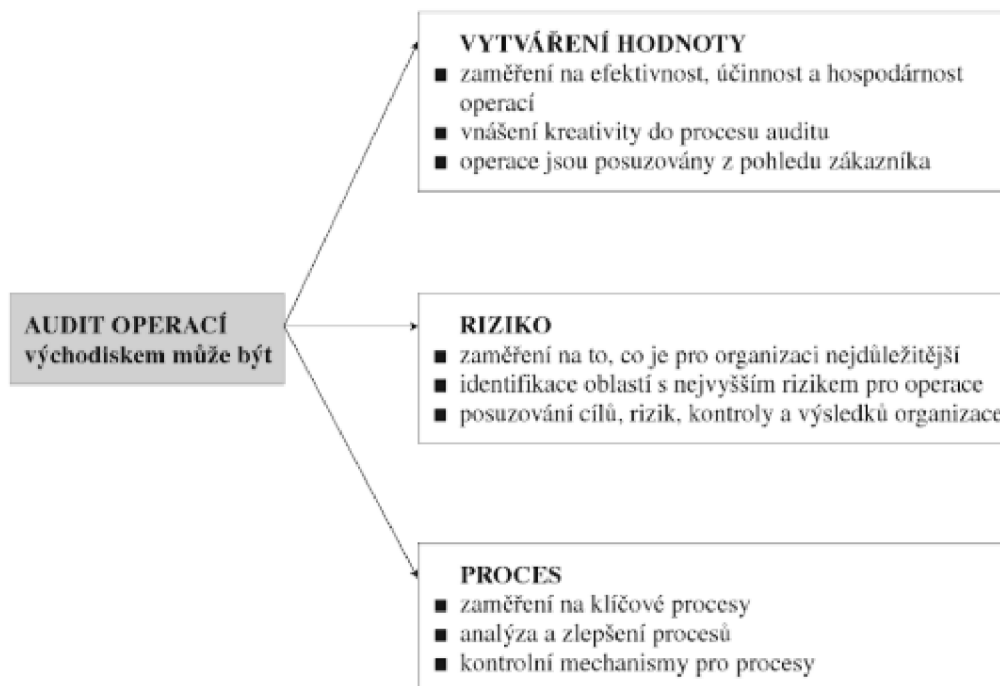 VYTVÁŘENÍ HODNOTY
■ zaměření na efektivnost, účinnost a hospodárnost
operací
■ vnášení kreativity do procesu auditu
■ operace jsou posuzovány z pohledu zákazníka
AUDIT OPERACÍ
východiskem může být
RIZIKO
■ zaměření na to, co je pro organizaci nejdůležitější
■ identifikace oblastí s nejvyšším rizikem pro operace
■ posuzování cílů, rizik, kontroly a výsledků organizace
PROCES
■ zaměření na klíčové procesy
■ analýza a zlepšení procesů
■ kontrolní mechanismy pro procesy